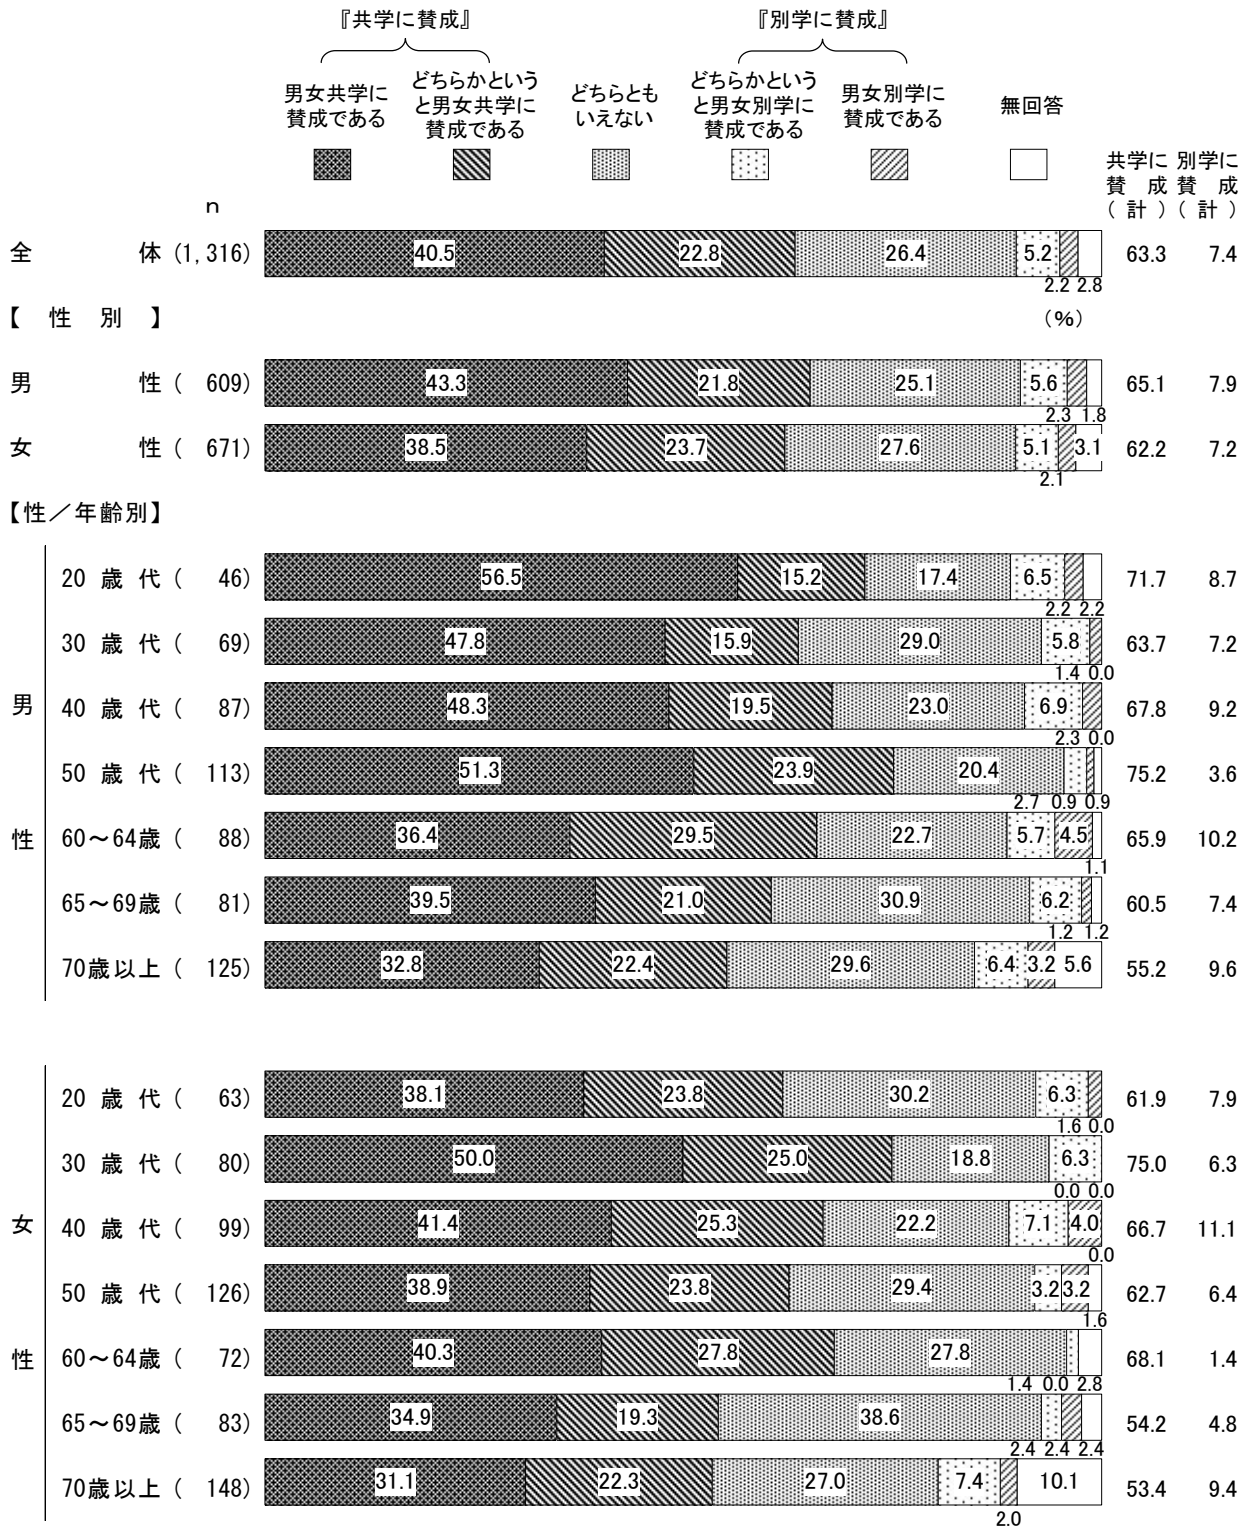 『共学に賛成』 『別学に賛成』
男女共学に賛成である どちらかというと男女共学に賛成である どちらともいえない どちらかというと男女別学に賛成である 男女別学に賛成である 無回答
共学に賛成(計) 別学に賛成(計)
n
全体 (1,316) 40.5 22.8 26.4 5.2 2.2 2.8 63.3 7.4
【性別】 (%)
男性 ( 609) 43.3 21.8 25.1 5.6 2.3 1.8 65.1 7.9
女性 ( 671) 38.5 23.7 27.6 5.1 2.1 3.1 62.2 7.2
【性／年齢別】
男性
20歳代 ( 46) 56.5 15.2 17.4 6.5 2.2 2.2 71.7 8.7
30歳代 ( 69) 47.8 15.9 29.0 5.8 1.4 0.0 63.7 7.2
40歳代 ( 87) 48.3 19.5 23.0 6.9 2.3 0.0 67.8 9.2
50歳代 ( 113) 51.3 23.9 20.4 2.7 0.9 0.9 75.2 3.6
60～64歳 ( 88) 36.4 29.5 22.7 5.7 4.5 1.1 65.9 10.2
65～69歳 ( 81) 39.5 21.0 30.9 6.2 1.2 1.2 60.5 7.4
70歳以上 ( 125) 32.8 22.4 29.6 6.4 3.2 5.6 55.2 9.6
女性
20歳代 ( 63) 38.1 23.8 30.2 6.3 1.6 0.0 61.9 7.9
30歳代 ( 80) 50.0 25.0 18.8 6.3 0.0 0.0 75.0 6.3
40歳代 ( 99) 41.4 25.3 22.2 7.1 4.0 0.0 66.7 11.1
50歳代 ( 126) 38.9 23.8 29.4 3.2 3.2 1.6 62.7 6.4
60～64歳 ( 72) 40.3 27.8 27.8 1.4 0.0 2.8 68.1 1.4
65～69歳 ( 83) 34.9 19.3 38.6 2.4 2.4 2.4 54.2 4.8
70歳以上 ( 148) 31.1 22.3 27.0 7.4 2.0 10.1 53.4 9.4